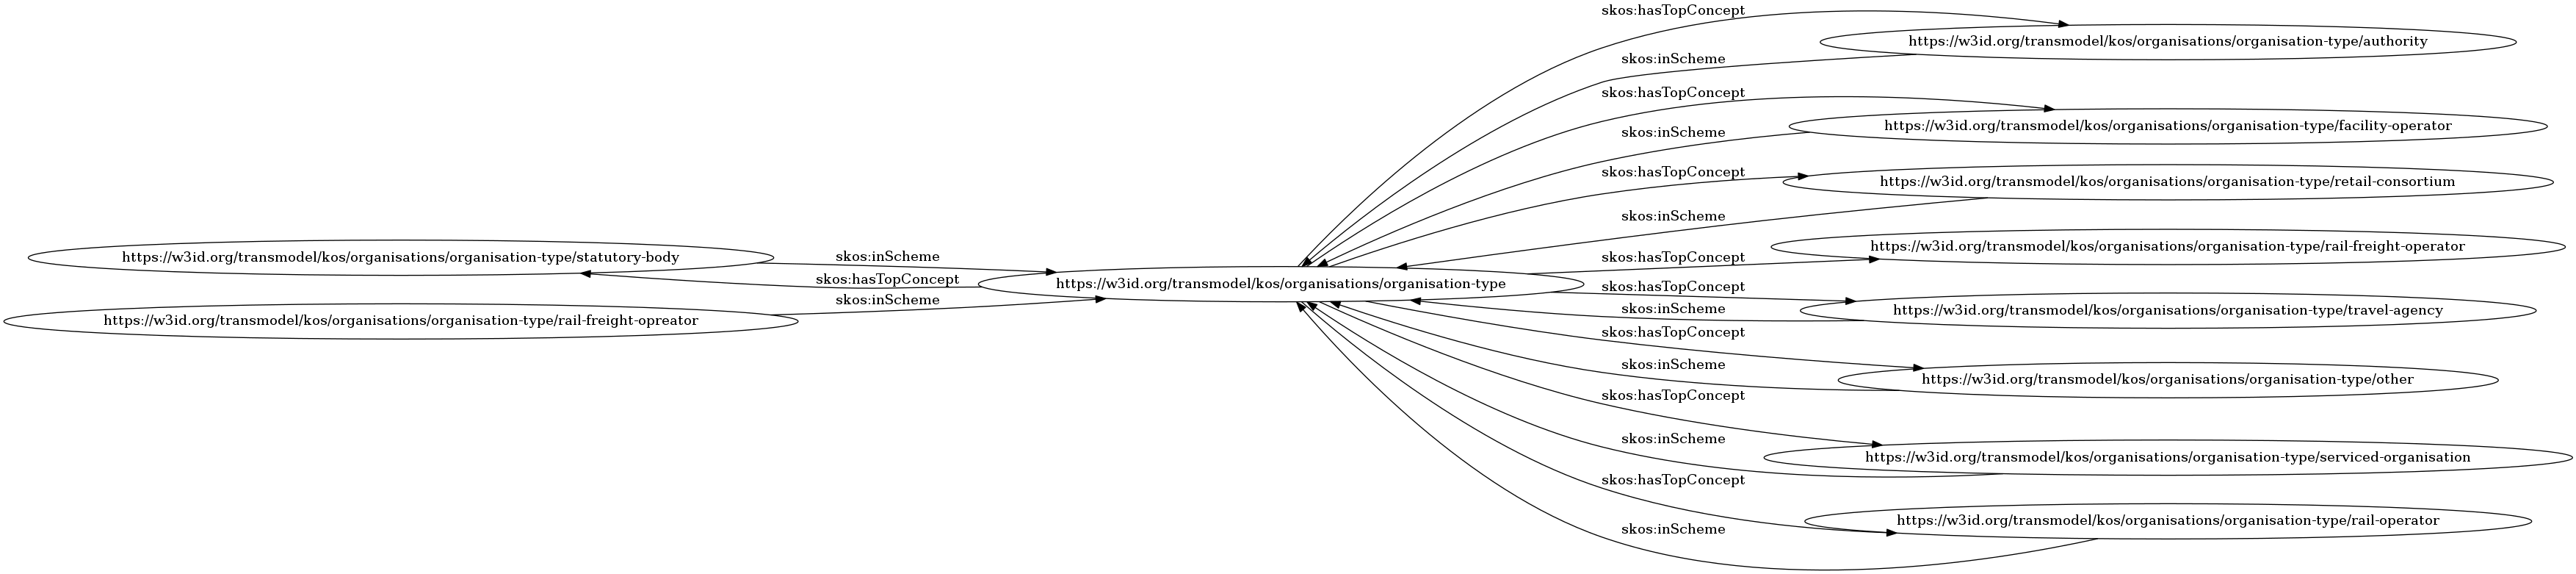 skos:hasTopConcept
https://w3id.org/transmodel/kos/organisations/organisation-type/authority
skos:inScheme
skos:hasTopConcept
https://w3id.org/transmodel/kos/organisations/organisation-type/facility-operator
skos:inScheme
skos:hasTopConcept
https://w3id.org/transmodel/kos/organisations/organisation-type/retail-consortium
skos:inScheme
https://w3id.org/transmodel/kos/organisations/organisation-type/rail-freight-operator
skos:hasTopConcept
https://w3id.org/transmodel/kos/organisations/organisation-type/statutory-body
skos:inScheme
skos:hasTopConcept
https://w3id.org/transmodel/kos/organisations/organisation-type
skos:hasTopConcept
skos:inScheme
https://w3id.org/transmodel/kos/organisations/organisation-type/travel-agency
skos:inScheme
https://w3id.org/transmodel/kos/organisations/organisation-type/rail-freight-opreator
skos:hasTopConcept
skos:inScheme
https://w3id.org/transmodel/kos/organisations/organisation-type/other
skos:hasTopConcept
skos:inScheme
https://w3id.org/transmodel/kos/organisations/organisation-type/serviced-organisation
skos:hasTopConcept
https://w3id.org/transmodel/kos/organisations/organisation-type/rail-operator
skos:inScheme